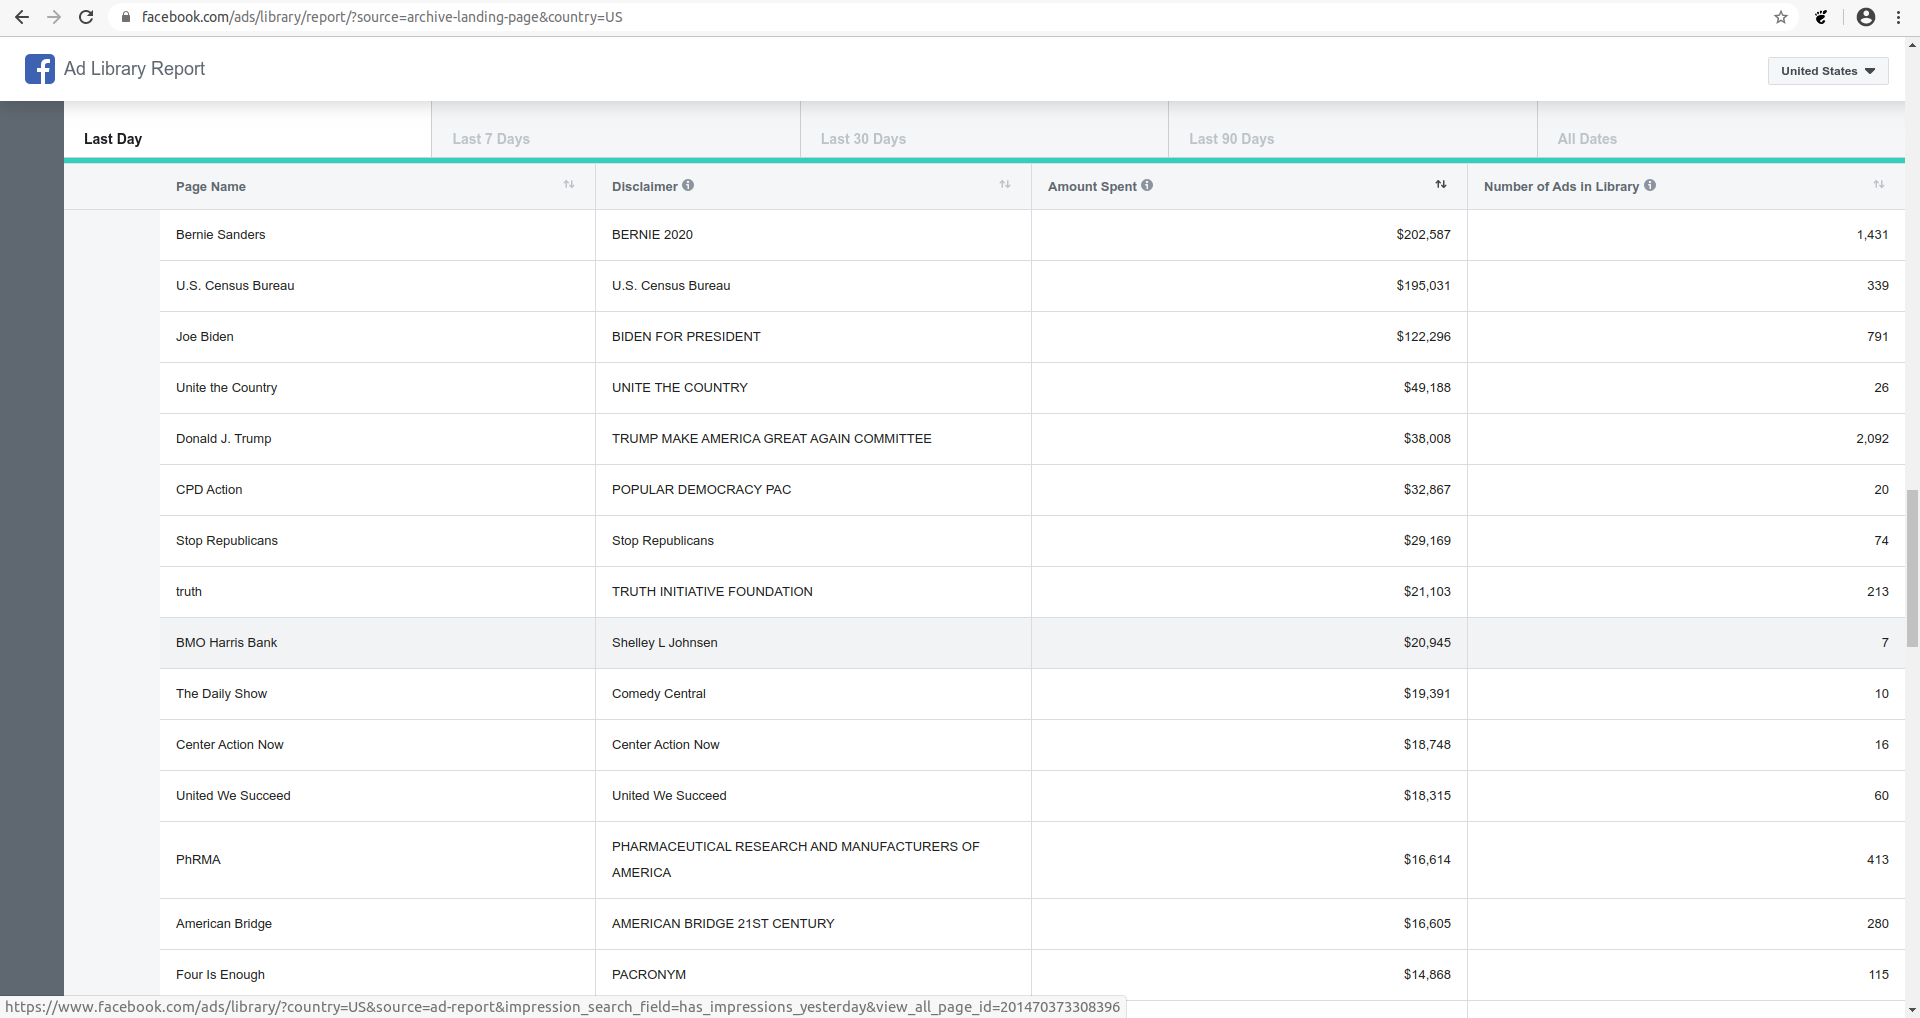 facebook.com/ads/library/report/?source=archive-landing-page&country=US
Ad Library Report
United States
Last Day
Last 7 Days
Last 30 Days
Last 90 Days
All Dates
Page Name
Disclaimer
Amount Spent
Number of Ads in Library
Bernie Sanders
BERNIE 2020
$202,587
1,431
U.S. Census Bureau
U.S. Census Bureau
$195,031
339
Joe Biden
BIDEN FOR PRESIDENT
$122,296
791
Unite the Country
UNITE THE COUNTRY
$49,188
26
Donald J. Trump
TRUMP MAKE AMERICA GREAT AGAIN COMMITTEE
$38,008
2,092
CPD Action
POPULAR DEMOCRACY PAC
$32,867
20
Stop Republicans
Stop Republicans
$29,169
74
truth
TRUTH INITIATIVE FOUNDATION
$21,103
213
BMO Harris Bank
Shelley L Johnsen
$20,945
7
The Daily Show
Comedy Central
$19,391
10
Center Action Now
Center Action Now
$18,748
16
United We Succeed
United We Succeed
$18,315
60
PhRMA
PHARMACEUTICAL RESEARCH AND MANUFACTURERS OF
AMERICA
$16,614
413
American Bridge
AMERICAN BRIDGE 21ST CENTURY
$16,605
280
Four Is Enough
PACRONYM
$14,868
115
https://www.facebook.com/ads/library/?country=US&source=ad-report&impression_search_field=has_impressions_yesterday&view_all_page_id=201470373308396